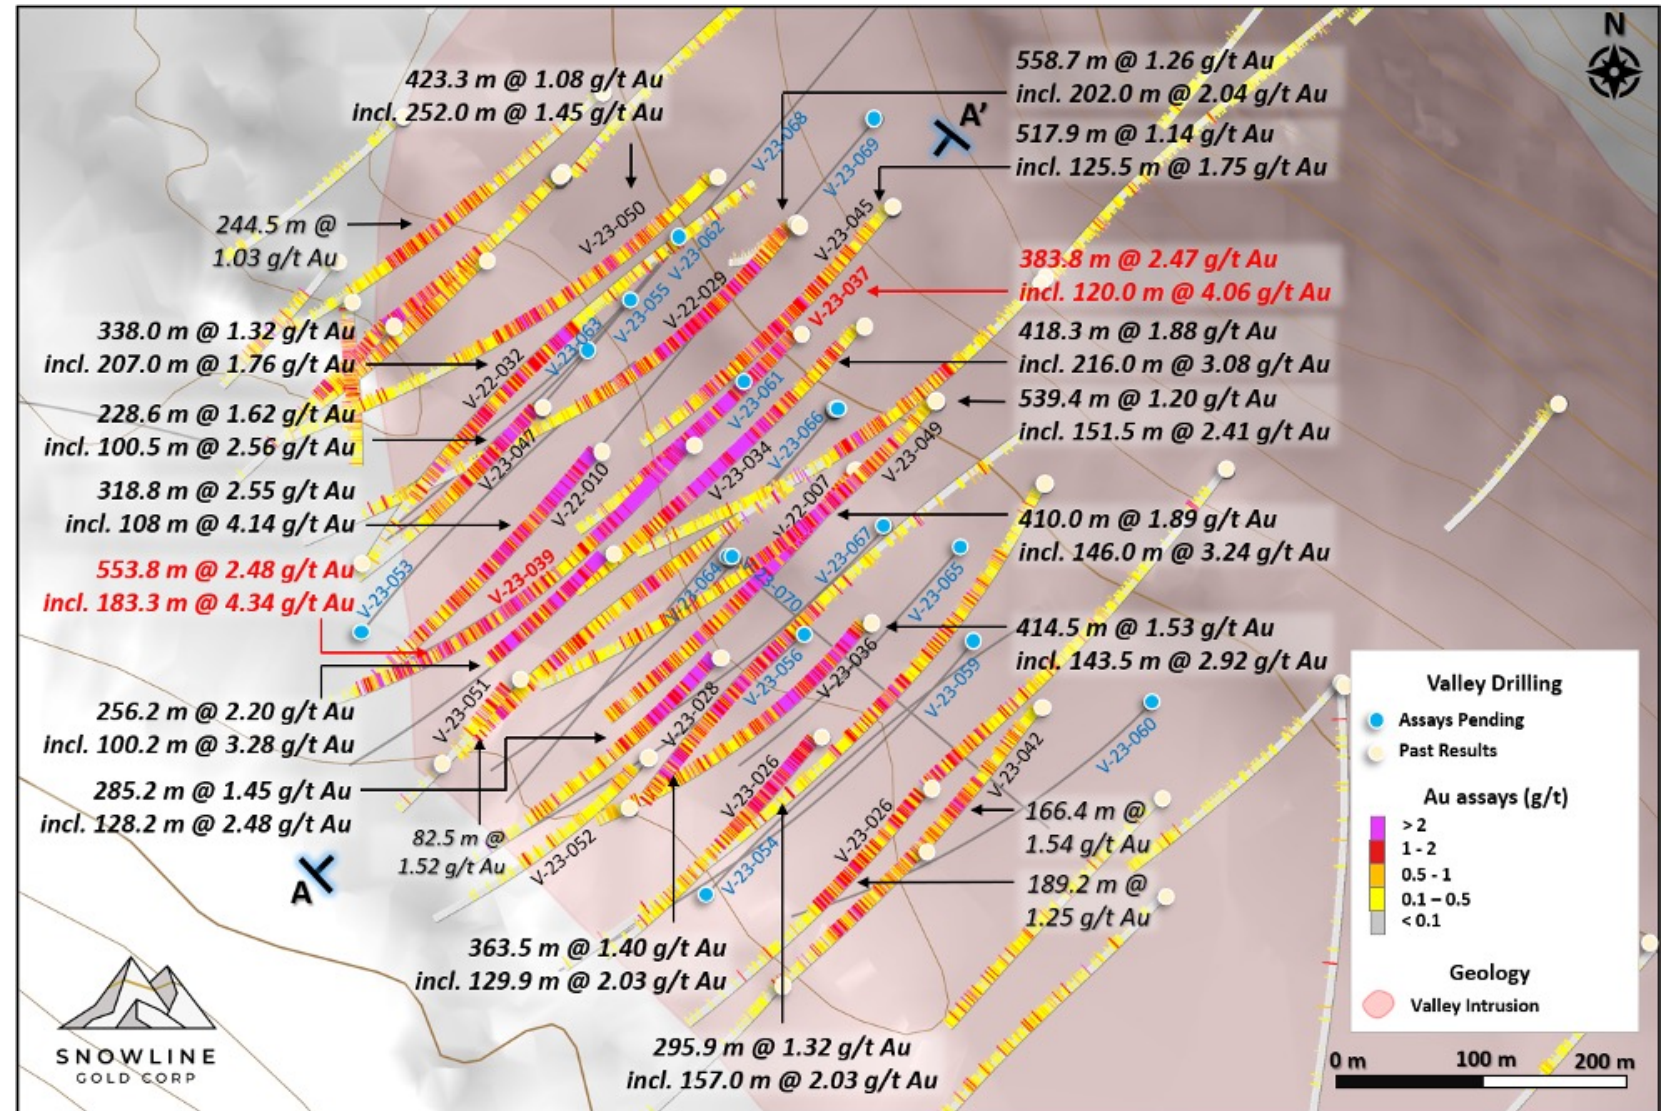 N
423.3 m @ 1.08 g/t Au
incl. 252.0 m @ 1.45 g/t Au
558.7 m @ 1.26 g/t Au
incl. 202.0 m @ 2.04 g/t Au
A'
517.9 m @ 1.14 g/t Au
incl. 125.5 m @ 1.75 g/t Au
V-23-068
V-23-069
V-23-050
V-23-062
V-23-045
244.5 m @
1.03 g/t Au
383.8 m @ 2.47 g/t Au
incl. 120.0 m @ 4.06 g/t Au
V-23-037
V-22-029
V-23-055
338.0 m @ 1.32 g/t Au
incl. 207.0 m @ 1.76 g/t Au
418.3 m @ 1.88 g/t Au
incl. 216.0 m @ 3.08 g/t Au
V-23-063
V-22-032
V-23-061
228.6 m @ 1.62 g/t Au
incl. 100.5 m @ 2.56 g/t Au
539.4 m @ 1.20 g/t Au
incl. 151.5 m @ 2.41 g/t Au
V-23-047
V-23-066
V-23-034
V-23-049
V-22-010
V-22-007
318.8 m @ 2.55 g/t Au
incl. 108 m @ 4.14 g/t Au
410.0 m @ 1.89 g/t Au
incl. 146.0 m @ 3.24 g/t Au
553.8 m @ 2.48 g/t Au
incl. 183.3 m @ 4.34 g/t Au
V-23-053
V-23-039
V-23-064
V-23-070
V-23-067
V-23-065
414.5 m @ 1.53 g/t Au
incl. 143.5 m @ 2.92 g/t Au
V-23-051
V-23-028
V-23-056
V-23-036
V-23-059
V-23-060
256.2 m @ 2.20 g/t Au
incl. 100.2 m @ 3.28 g/t Au
285.2 m @ 1.45 g/t Au
incl. 128.2 m @ 2.48 g/t Au
82.5 m @
1.52 g/t Au
V-23-052
V-23-026
V-23-054
V-23-026
V-23-042
166.4 m @
1.54 g/t Au
189.2 m @
1.25 g/t Au
A
363.5 m @ 1.40 g/t Au
incl. 129.9 m @ 2.03 g/t Au
295.9 m @ 1.32 g/t Au
incl. 157.0 m @ 2.03 g/t Au
SNOWLINE
GOLD CORP
Valley Drilling
Assays Pending
Past Results
Au assays (g/t)
> 2
1 - 2
0.5 - 1
0.1 – 0.5
< 0.1
Geology
Valley Intrusion
0 m 100 m 200 m